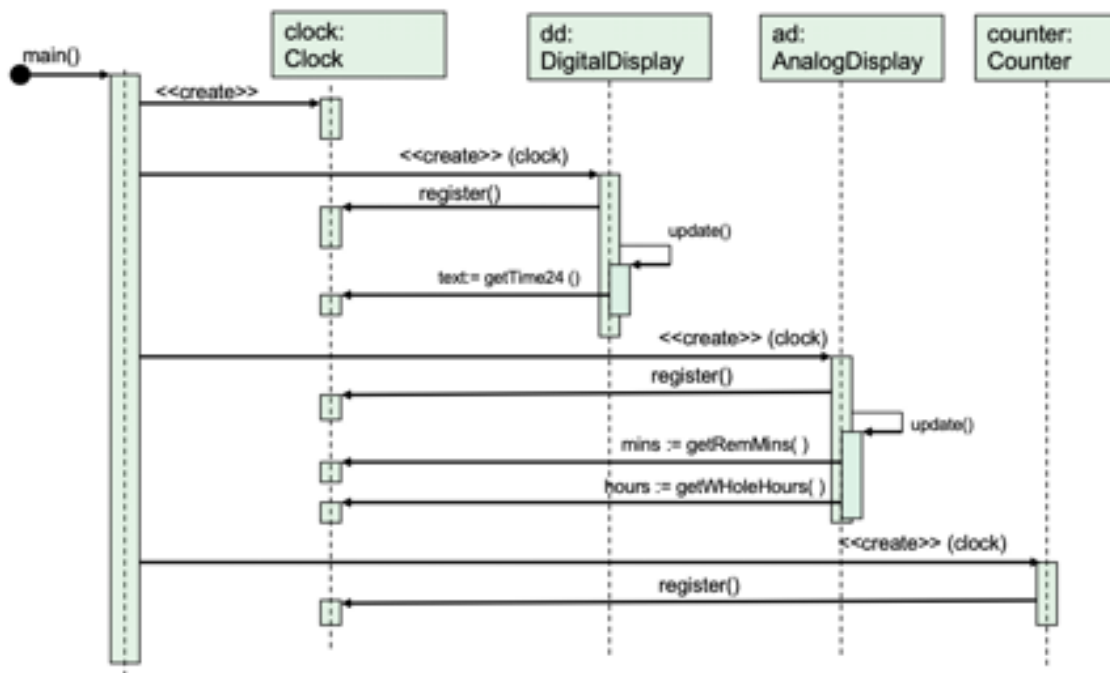 clock:
Clock
dd:
DigitalDisplay
ad:
AnalogDisplay
counter:
Counter
main()
<<create>>
<<create>> (clock)
register()
update()
text:= getTime24 ()
<<create>> (clock)
register()
update()
mins := getRemMins( )
hours := getWHoleHours( )
<<create>> (clock)
register()